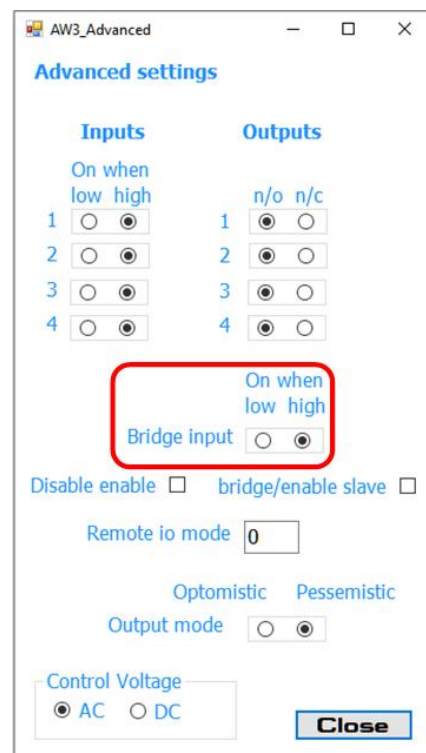 AW3_Advanced
Advanced settings
Inputs Outputs
On when
low high n/o n/c
1 1
2 2
3 3
4 4
On when
low high
Bridge input
Disable enable bridge/enable slave
Remote io mode 0
Optomistic Pessemistic
Output mode
Control Voltage
AC DC
Close